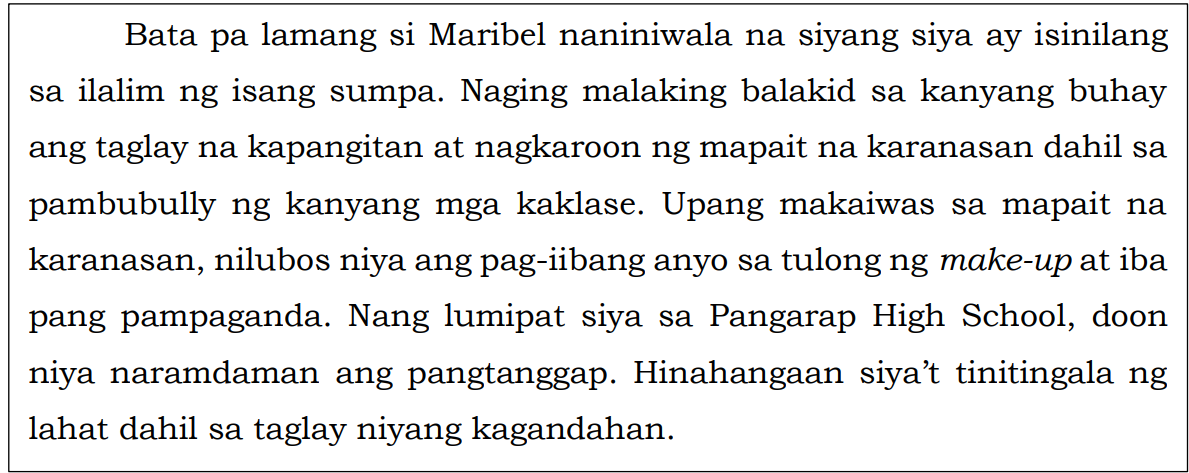 Bata pa lamang si Maribel naniniwala na siyang siya ay isinilang
sa ilalim ng isang sumpa. Naging malaking balakid sa kanyang buhay
ang taglay na kapangitan at nagkaroon ng mapait na karanasan dahil sa
pambubully ng kanyang mga kaklase. Upang makaiwas sa mapait na
karanasan, nilubos niya ang pag-iibang anyo sa tulong ng make-up at iba
pang pampaganda. Nang lumipat siya sa Pangarap High School, doon
niya naramdaman ang pangtanggap. Hinahangaan siya’t tinitingala ng
lahat dahil sa taglay niyang kagandahan.